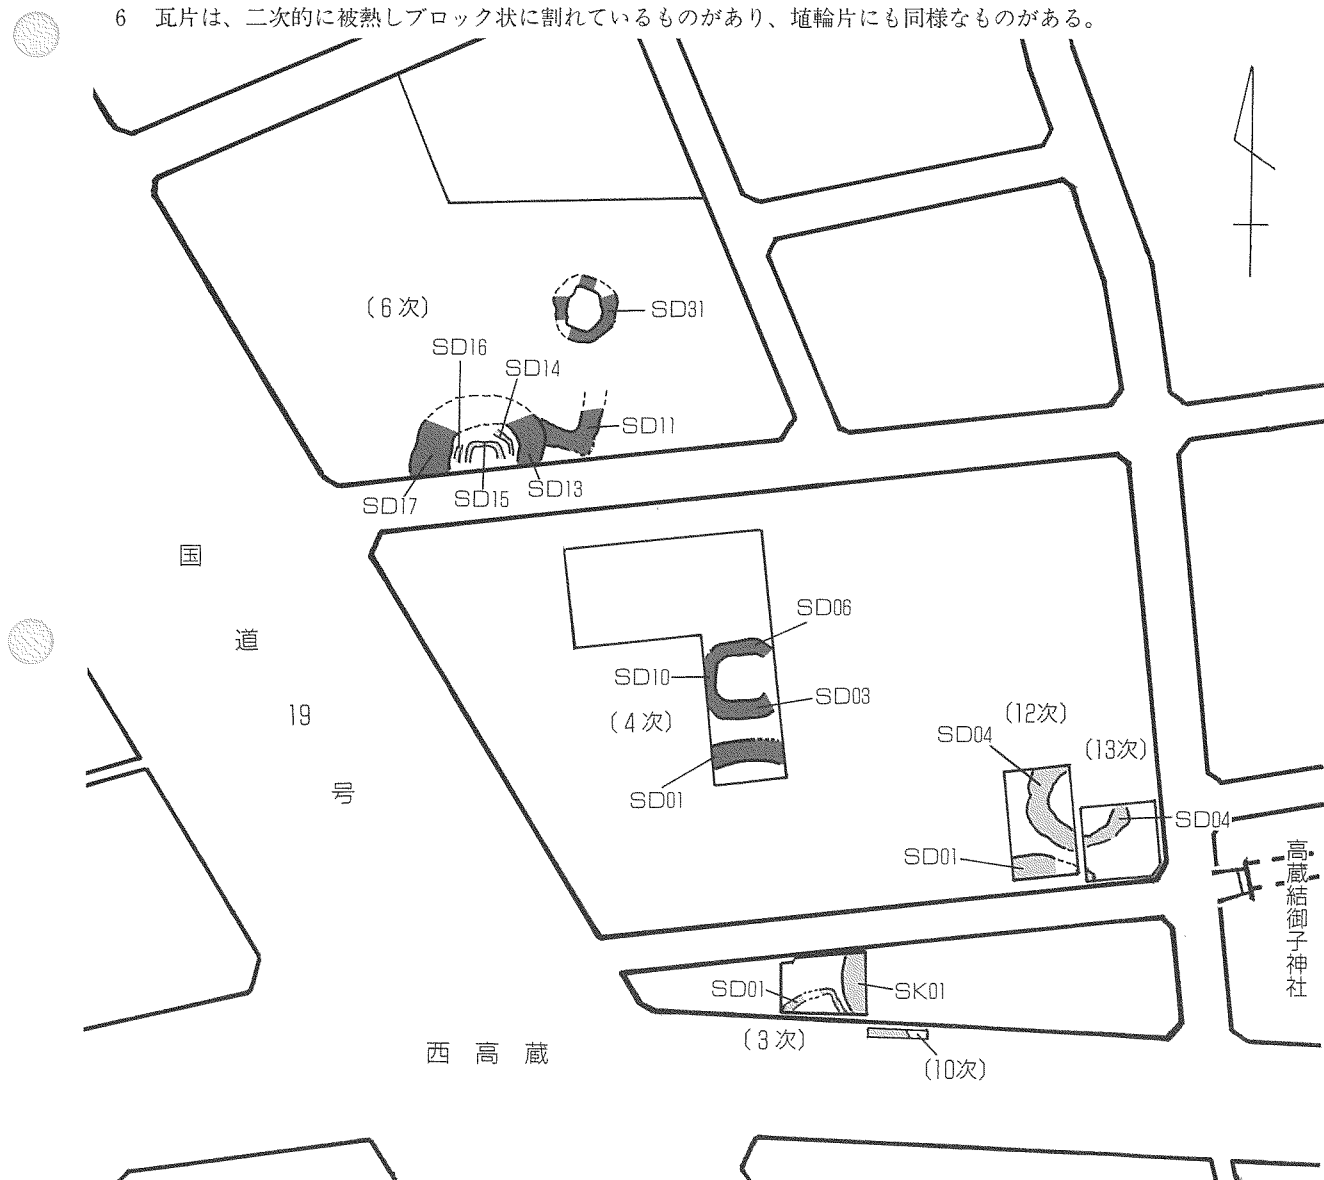 6 瓦片は、二次的に被熱しブロック状に割れているものがあり、埴輪片にも同様なものがある。
〔6次〕
SD31
SD16
SD14
SD11
SD17
SD15
SD13
国道19号
SD06
SD10
SD03
〔4次〕
SD01
〔12次〕
SD04
〔13次〕
SD04
SD01
高蔵結御子神社
SD01
SK01
〔3次〕
〔10次〕
西高蔵